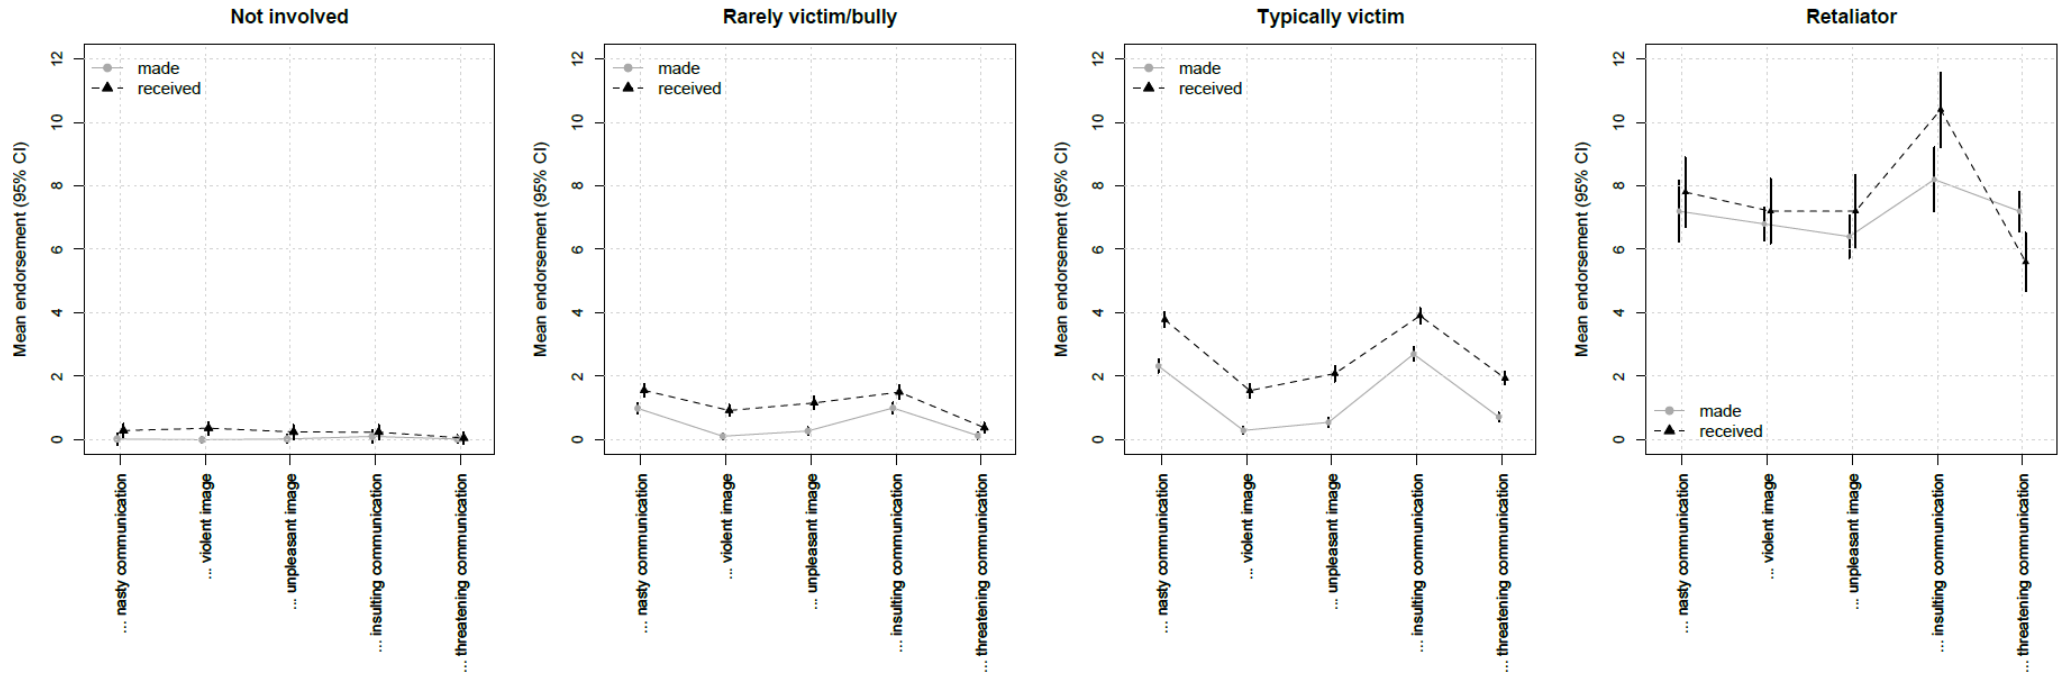 Not involved
Mean endorsement (95% CI)
12
10
8
6
4
2
0
made
received
... nasty communication
... violent image
... unpleasant image
... insulting communication
... threatening communication
Rarely victim/bully
Mean endorsement (95% CI)
12
10
8
6
4
2
0
made
received
... nasty communication
... violent image
... unpleasant image
... insulting communication
... threatening communication
Typically victim
Mean endorsement (95% CI)
12
10
8
6
4
2
0
made
received
... nasty communication
... violent image
... unpleasant image
... insulting communication
... threatening communication
Retaliator
Mean endorsement (95% CI)
12
10
8
6
4
2
0
made
received
... nasty communication
... violent image
... unpleasant image
... insulting communication
... threatening communication